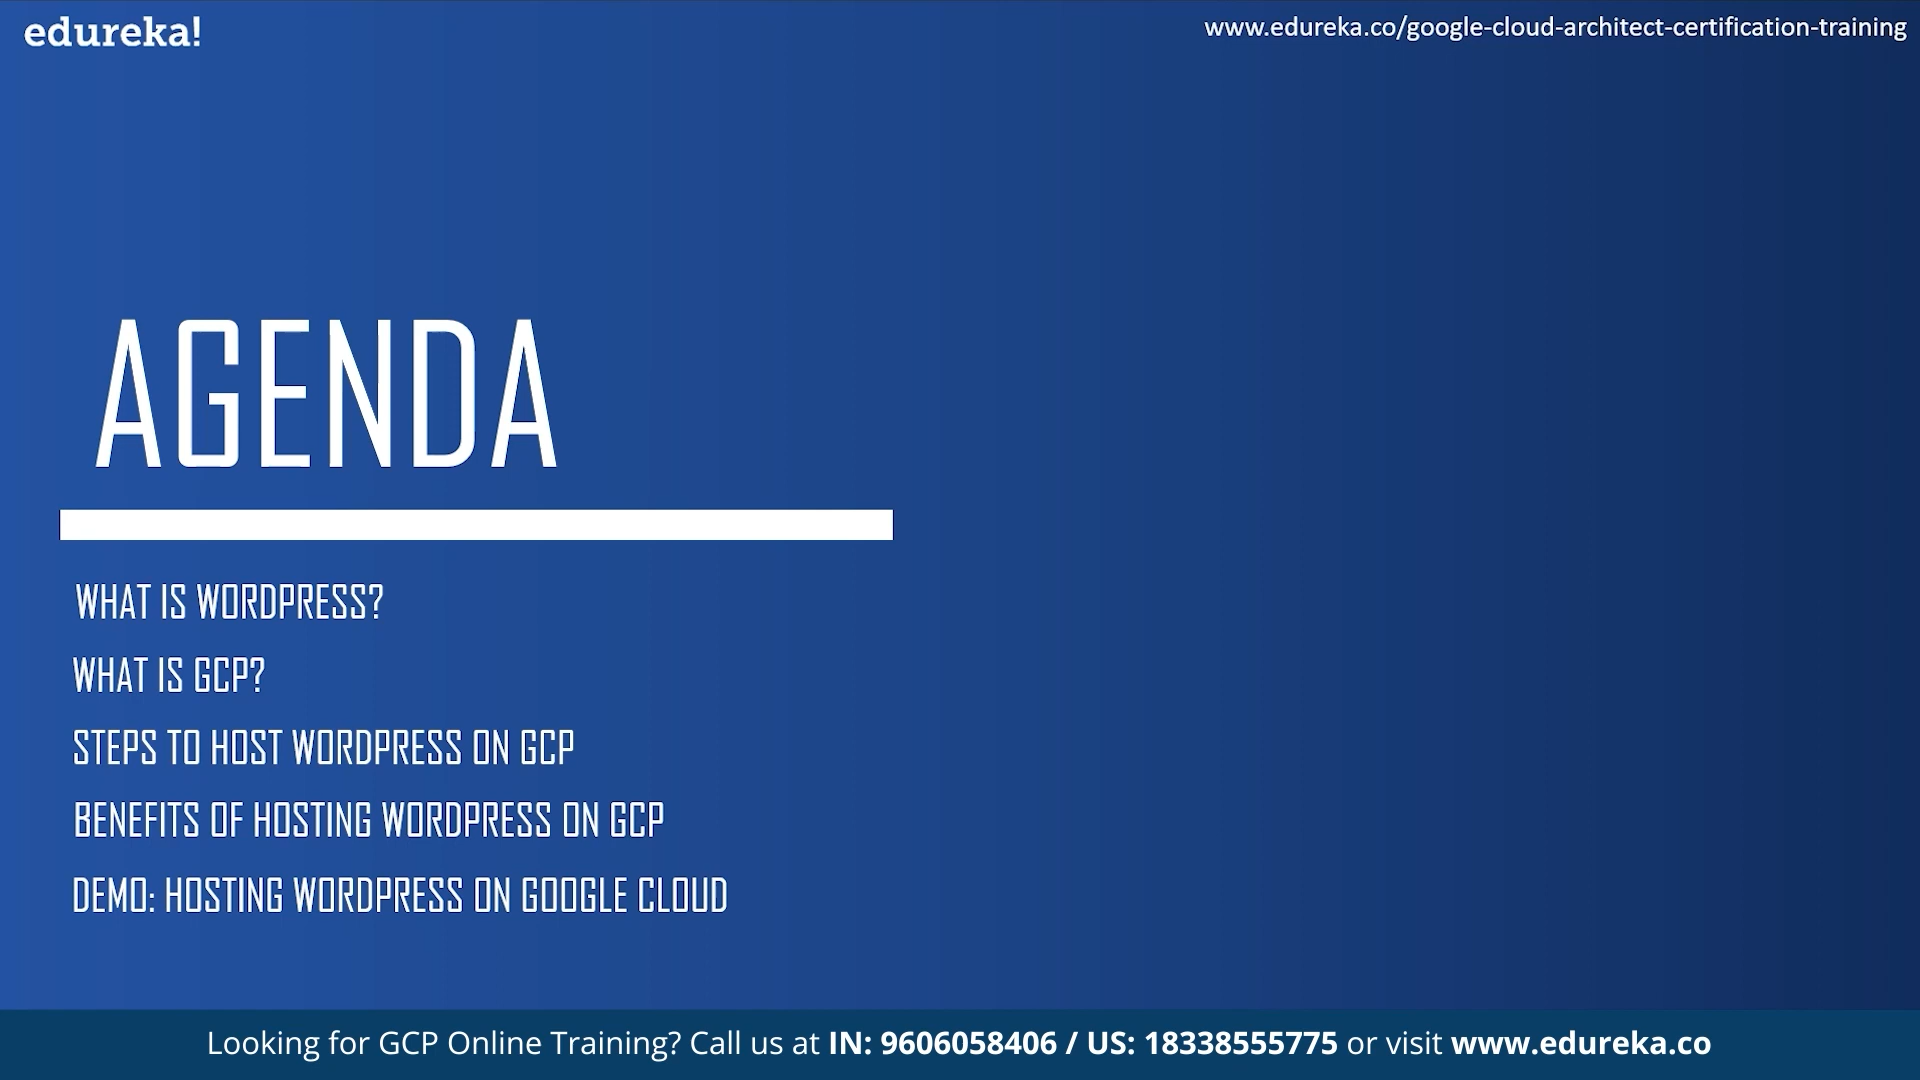 edureka!
www.edureka.co/google-cloud-architect-certification-training
AGENDA
WHAT IS WORDPRESS?
WHAT IS GCP?
STEPS TO HOST WORDPRESS ON GCP
BENEFITS OF HOSTING WORDPRESS ON GCP
DEMO: HOSTING WORDPRESS ON GOOGLE CLOUD
Looking for GCP Online Training? Call us at IN: 9606058406 / US: 18338555775 or visit www.edureka.co